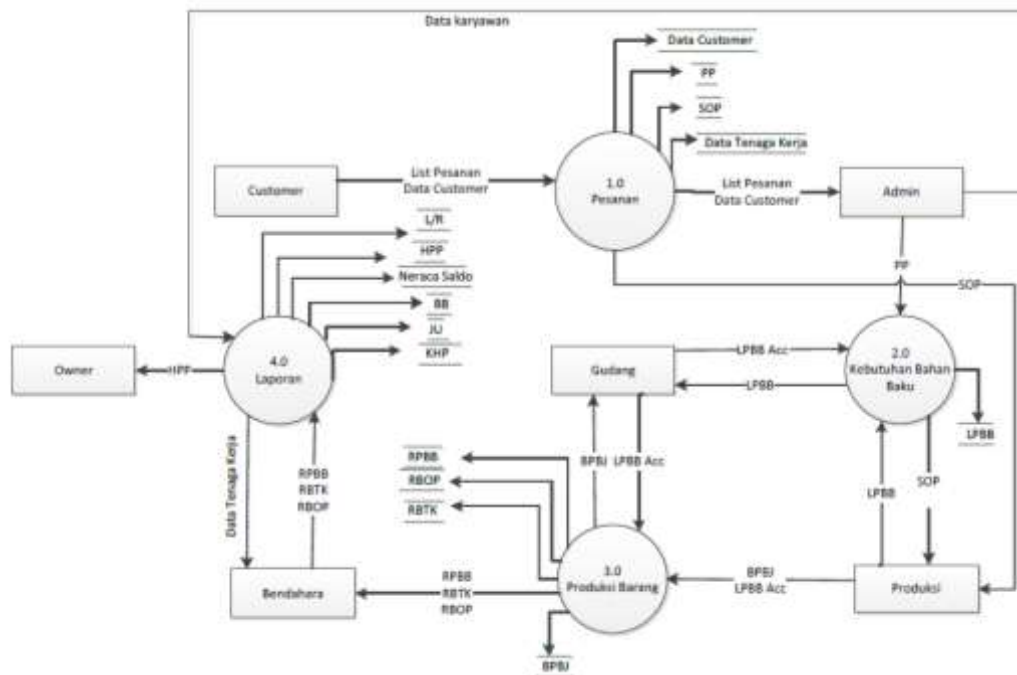 Data karyawan
Data Customer
PP
SOP
Data Tenaga Kerja
Customer
List Pesanan
Data Customer
1.0
Pesanan
List Pesanan
Data Customer
Admin
L/R
HPP
Neraca Saldo
BB
JU
KHP
PP
SOP
Owner
HPP
4.0
Laporan
Gudang
LPBB Acc
LPBB
2.0
Kebutuhan Bahan
Baku
LPBB
Data Tenaga Kerja
RPBB
RBTK
RBOP
RPBB
RBOP
RBTK
BPBJ
LPBB Acc
LPBB
SOP
Bendahara
RPBB
RBTK
RBOP
3.0
Produksi Barang
BPBJ
LPBB Acc
Produksi
BPBJ